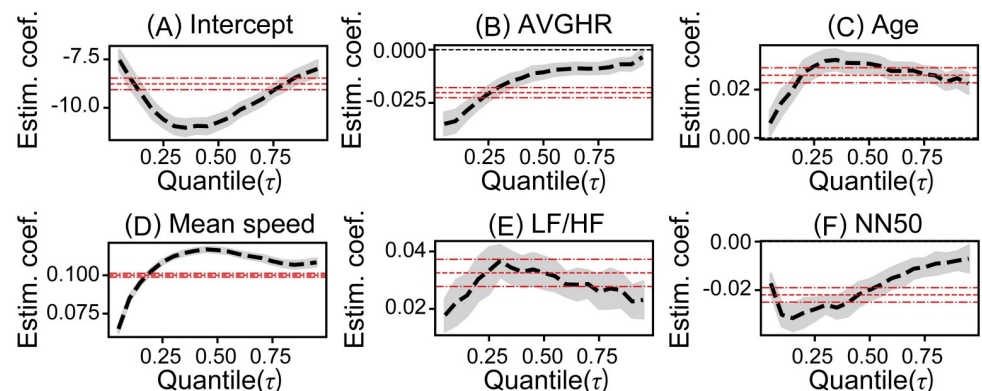 (A) Intercept
Estim. coef.
-7.5
-10.0
0.25 0.50 0.75
Quantile(τ)
(B) AVGHR
Estim. coef.
0.000
-0.025
0.25 0.50 0.75
Quantile(τ)
(C) Age
Estim. coef.
0.02
0.00
0.25 0.50 0.75
Quantile(τ)
(D) Mean speed
Estim. coef.
0.100
0.075
0.25 0.50 0.75
Quantile(τ)
(E) LF/HF
Estim. coef.
0.04
0.02
0.25 0.50 0.75
Quantile(τ)
(F) NN50
Estim. coef.
0.00
-0.02
0.25 0.50 0.75
Quantile(τ)